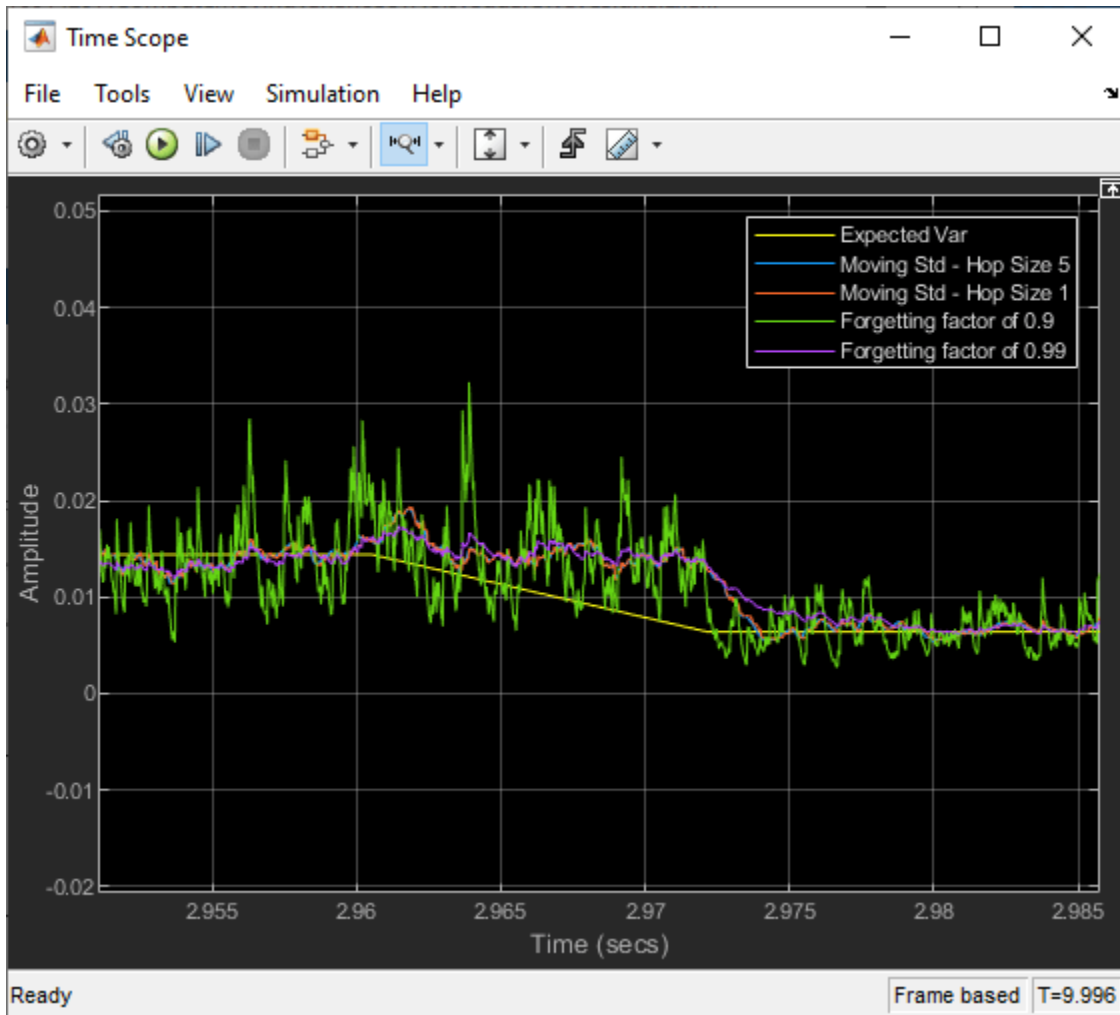 Time Scope
File Tools View Simulation Help
0.05
0.04
0.03
0.02
0.01
0
-0.01
-0.02
Amplitude
Expected Var
Moving Std - Hop Size 5
Moving Std - Hop Size 1
Forgetting factor of 0.9
Forgetting factor of 0.99
2.955 2.96 2.965 2.97 2.975 2.98 2.985
Time (secs)
Ready Frame based T=9.996